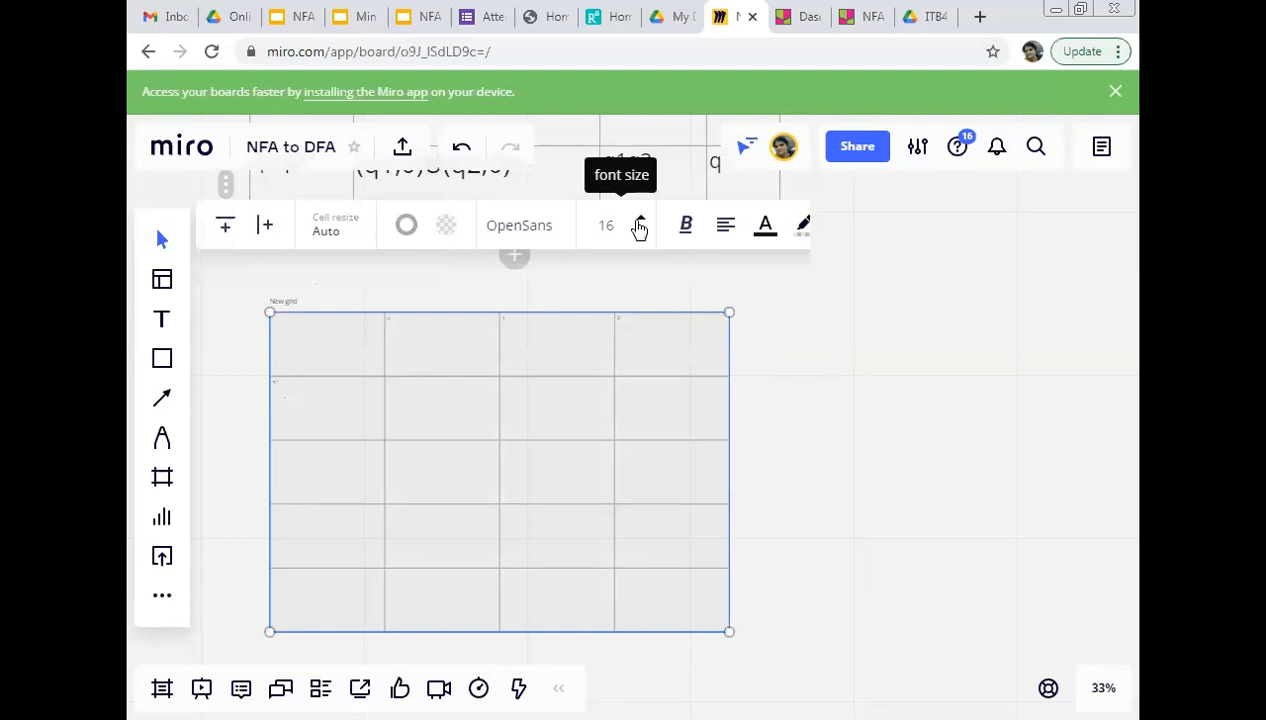 Inbo
Onli
NFA
Min
NFA
Atte
Hon
Hon
My D
Dasl
NFA
ITB4
miro.com/app/board/o9J_lSdLD9c=/
Update
Access your boards faster by installing the Miro app on your device.
miro
NFA to DFA
16
Share
q
font size
Cell resize
Auto
OpenSans
16
B
A
T
New grid
33%